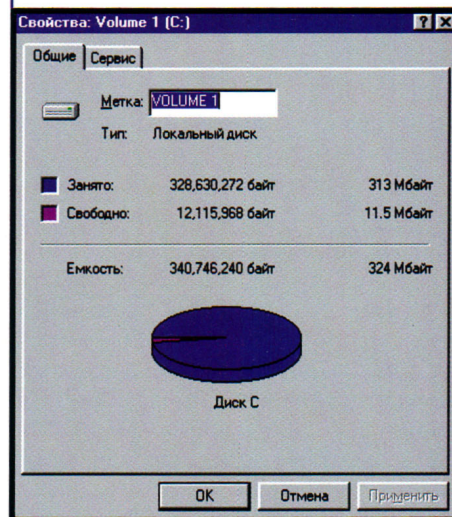 Свойства: Volume 1 (C:)
Общие Сервис
Метка: VOLUME 1
Тип: Локальный диск
Занято: 328,630,272 байт 313 Мбайт
Свободно: 12,115,968 байт 11.5 Мбайт
Емкость: 340,746,240 байт 324 Мбайт
Диск C
OK Отмена Применить